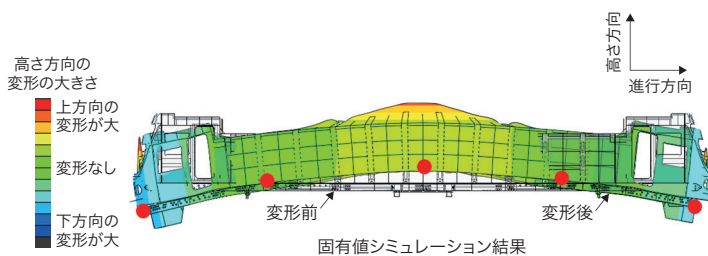 高さ方向の
変形の大きさ
上方向の
変形が大
変形なし
下方向の
変形が大
高さ方向
進行方向
変形前
変形後
固有値シミュレーション結果